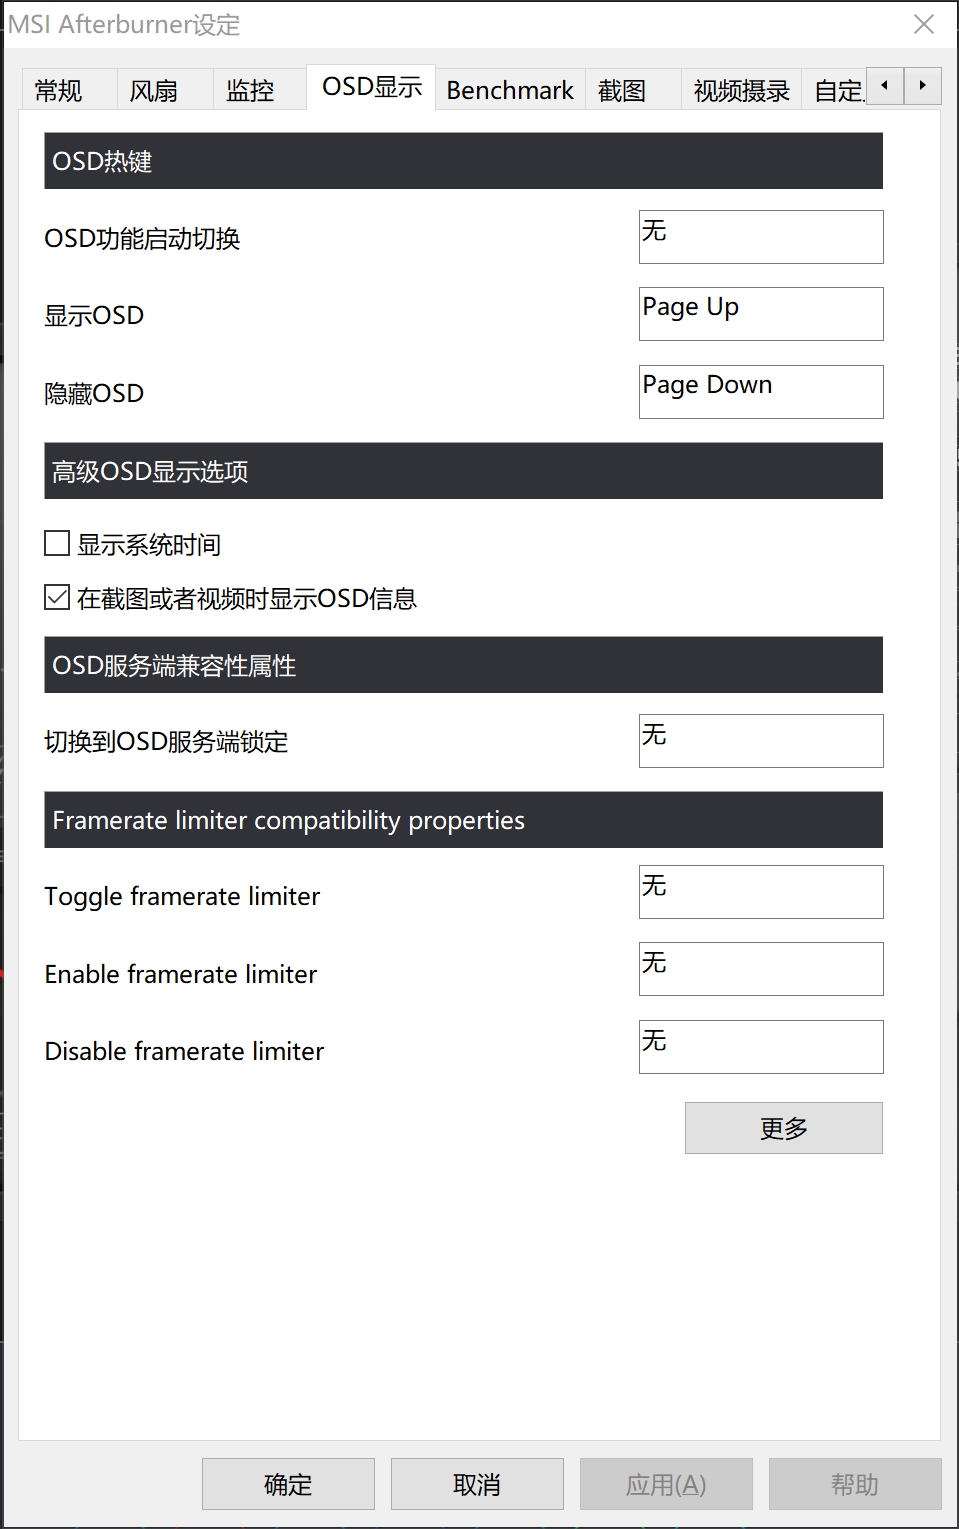 MSI Afterburner设定
常规 风扇 监控 OSD显示 Benchmark 截图 视频摄录 自定
OSD热键
OSD功能启动切换 无
显示OSD Page Up
隐藏OSD Page Down
高级OSD显示选项
显示系统时间
在截图或者视频时显示OSD信息
OSD服务端兼容性属性
切换到OSD服务端锁定 无
Framerate limiter compatibility properties
Toggle framerate limiter 无
Enable framerate limiter 无
Disable framerate limiter 无
更多
确定 取消 应用(A) 帮助